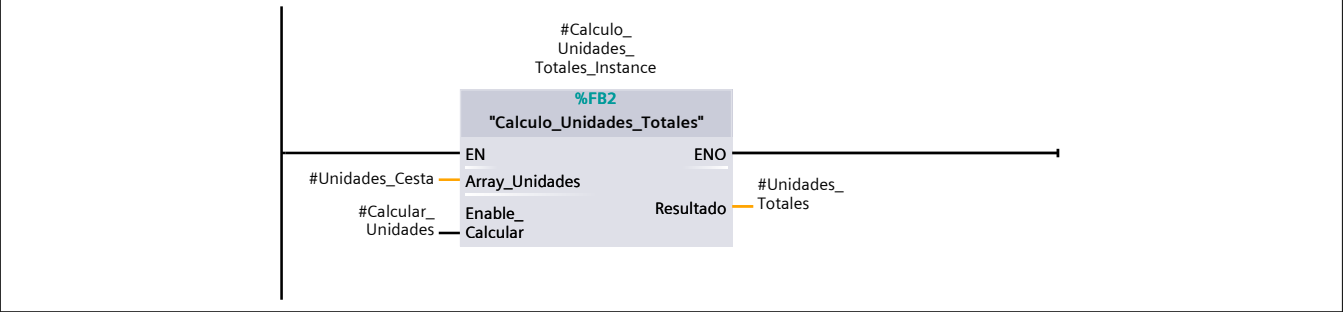 #Calculo_
Unidades_
Totales_Instance
%FB2
"Calculo_Unidades_Totales"
EN
ENO
#Unidades_Cesta
Array_Unidades
#Calcular_
Unidades
Enable_
Calcular
Resultado
#Unidades_
Totales